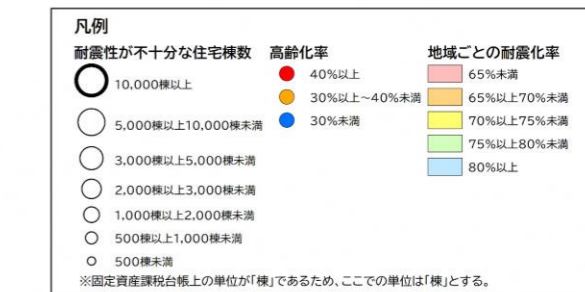 凡例
耐震性が不十分な住宅棟数 高齢化率 地域ごとの耐震化率
10,000棟以上 40%以上 65%未満
30%以上~40%未満 65%以上70%未満
5,000棟以上10,000棟未満 30%未満 70%以上75%未満
75%以上80%未満
3,000棟以上5,000棟未満 80%以上
2,000棟以上3,000棟未満
1,000棟以上2,000棟未満
500棟以上1,000棟未満
500棟未満
※固定資産課税台帳上の単位が「棟」であるため、ここでの単位は「棟」とする。